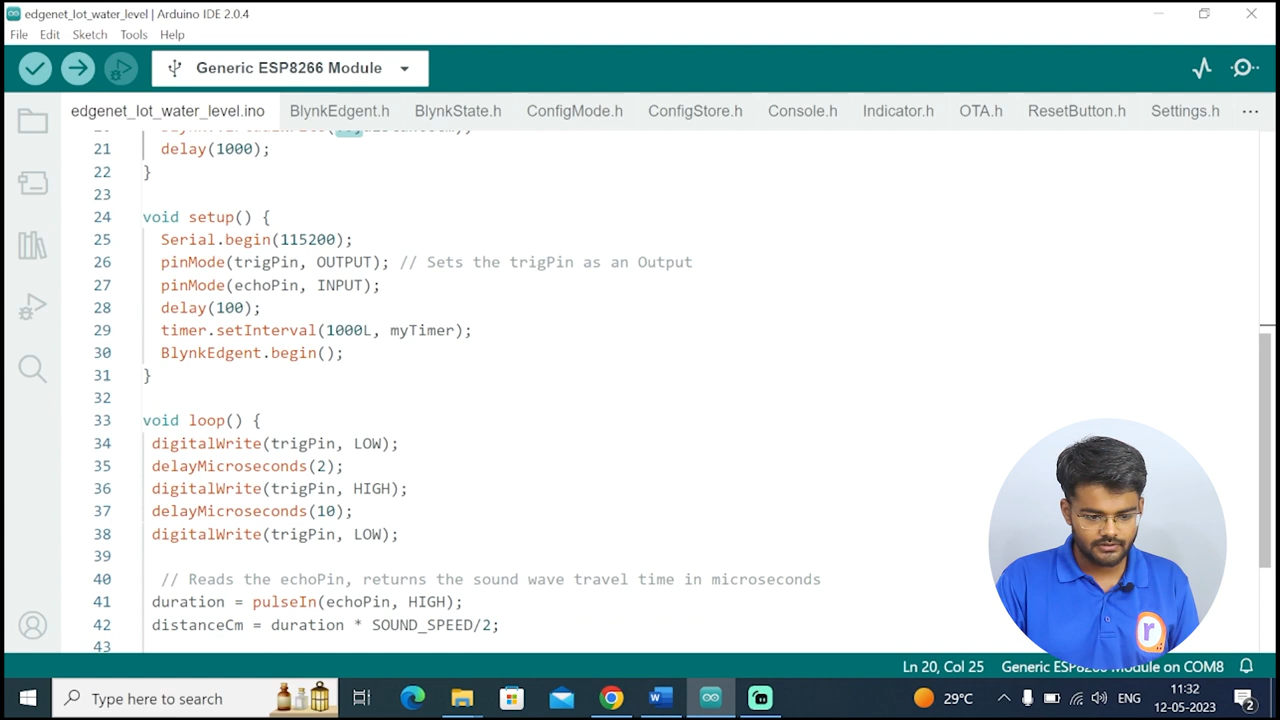 edgenet_Iot_water_level | Arduino IDE 2.0.4
File Edit Sketch Tools Help
Generic ESP8266 Module
edgenet_Iot_water_level.ino BlynkEdgent.h BlynkState.h ConfigMode.h ConfigStore.h Console.h Indicator.h OTA.h ResetButton.h Settings.h ...
21 delay(1000);
22 }
23
24 void setup() {
25 Serial.begin(115200);
26 pinMode(trigPin, OUTPUT); // Sets the trigPin as an Output
27 pinMode(echoPin, INPUT);
28 delay(100);
29 timer.setInterval(1000L, myTimer);
30 BlynkEdgent.begin();
31 }
32
33 void loop() {
34 digitalWrite(trigPin, LOW);
35 delayMicroseconds(2);
36 digitalWrite(trigPin, HIGH);
37 delayMicroseconds(10);
38 digitalWrite(trigPin, LOW);
39
40 // Reads the echoPin, returns the sound wave travel time in microseconds
41 duration = pulseIn(echoPin, HIGH);
42 distanceCm = duration * SOUND_SPEED/2;
43
Ln 20, Col 25 Generic ESP8266 Module on COM8
Type here to search
29°C ENG 11:32
12-05-2023
2
r